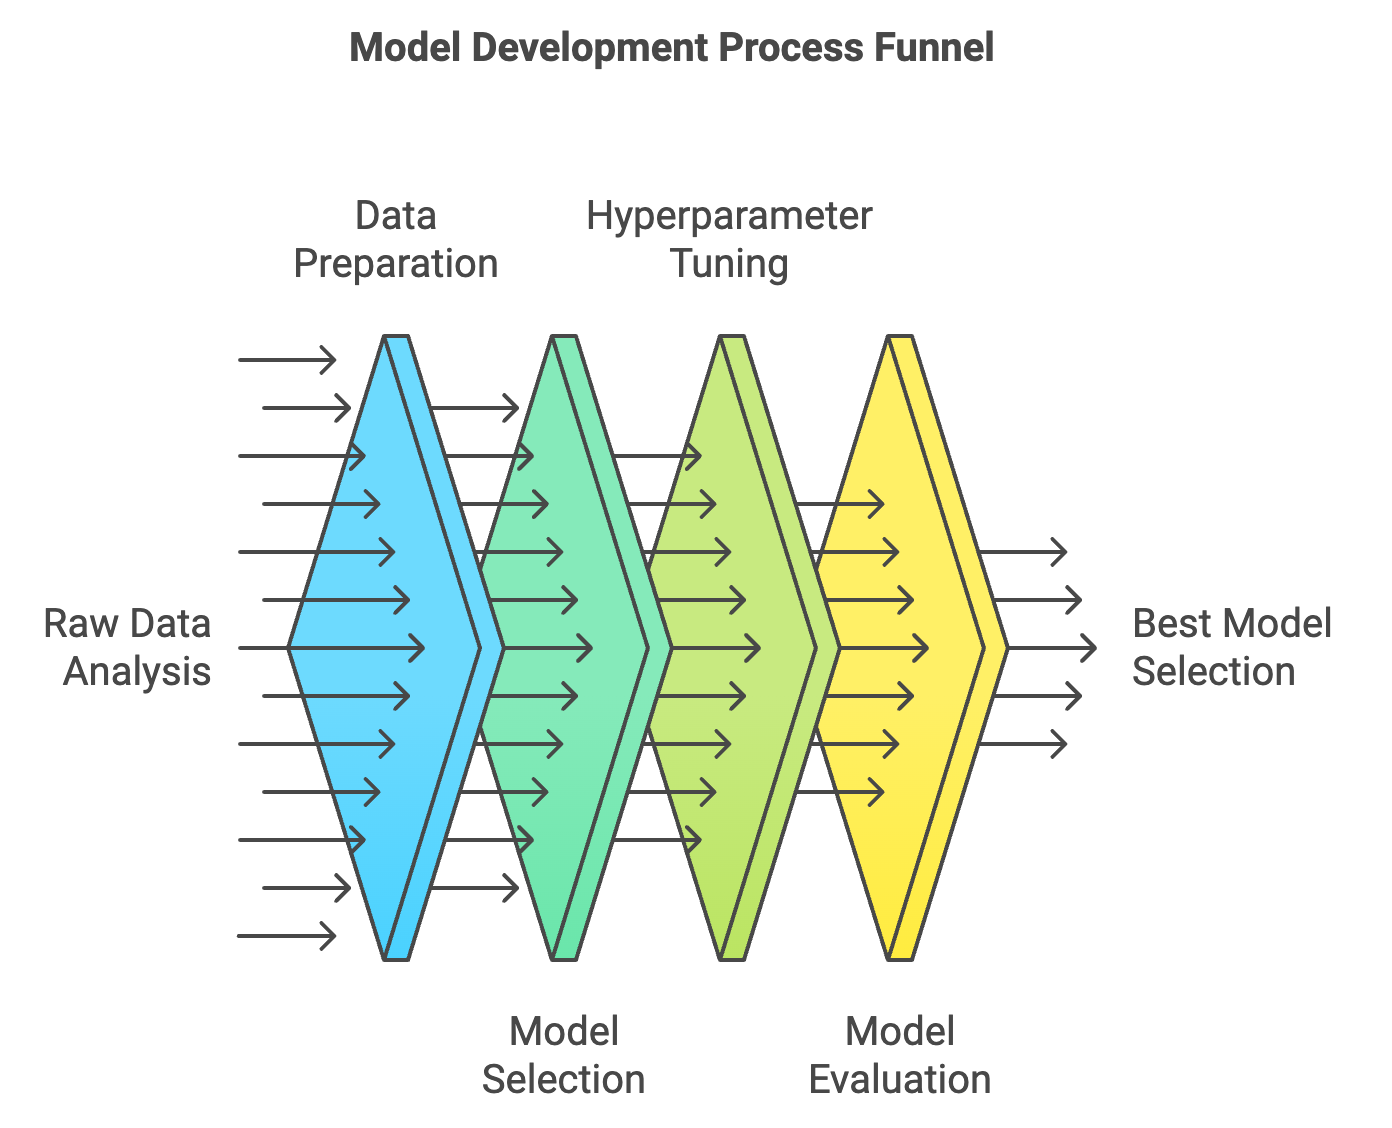 Model Development Process Funnel
Data
Preparation
Hyperparameter
Tuning
Raw Data
Analysis
Best Model
Selection
Model
Selection
Model
Evaluation